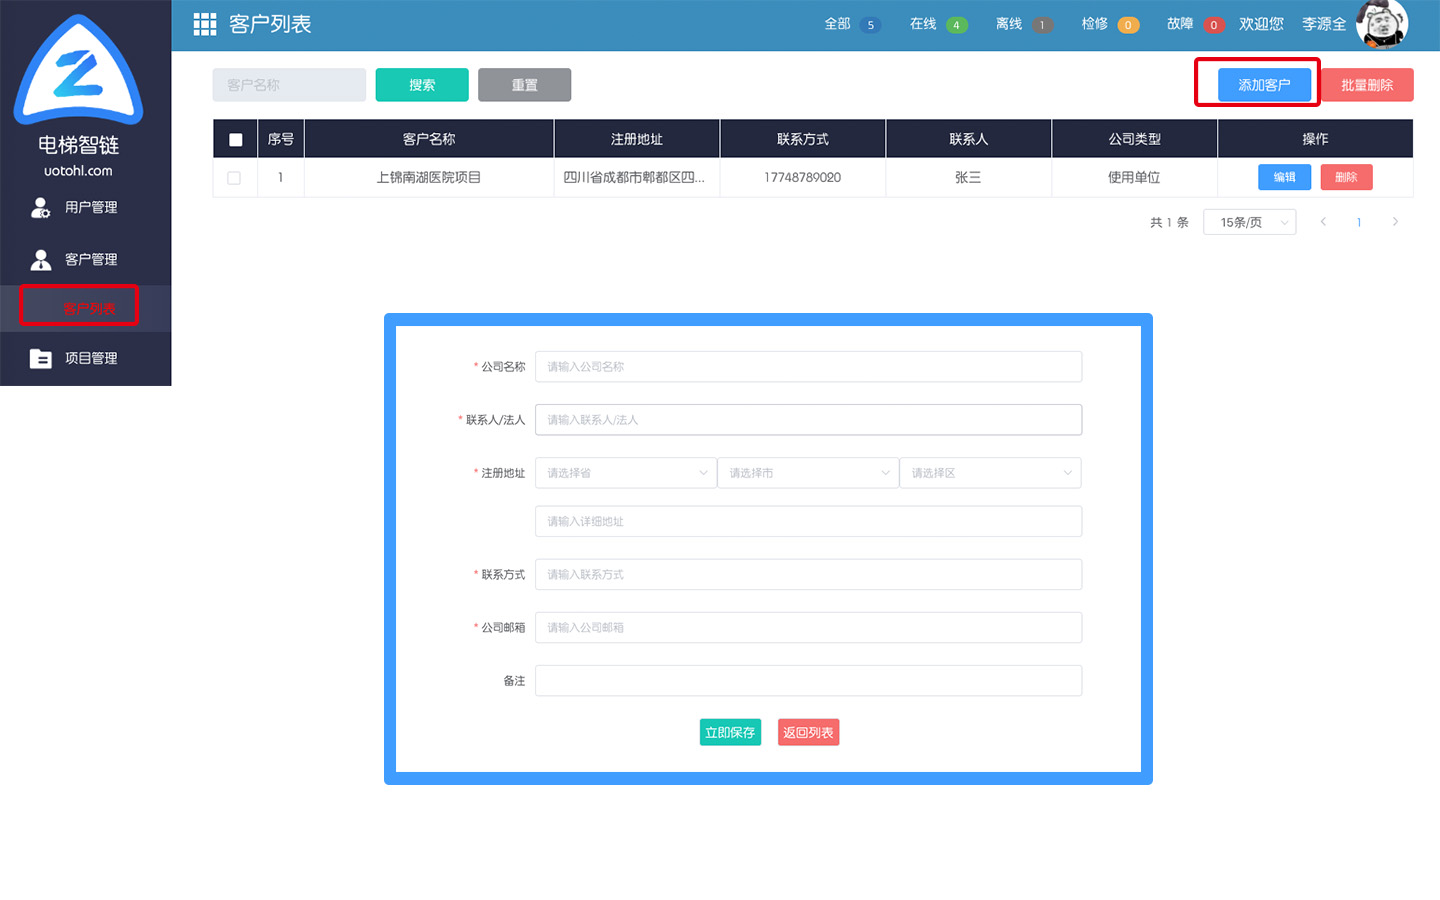 客户列表
全部 5 在线 4 离线 1 检修 0 故障 0 欢迎您 李源全
电梯智链
uotohl.com
用户管理
客户管理
客户列表
项目管理
客户名称 搜索 重置 添加客户 批量删除
序号 客户名称 注册地址 联系方式 联系人 公司类型 操作
1 上锦南湖医院项目 四川省成都市郫都区四... 17748789020 张三 使用单位 编辑 删除
共 1 条 15条/页 1
* 公司名称 请输入公司名称
* 联系人/法人 请输入联系人/法人
* 注册地址 请选择省 请选择市 请选择区
请输入详细地址
* 联系方式 请输入联系方式
* 公司邮箱 请输入公司邮箱
备注
立即保存 返回列表